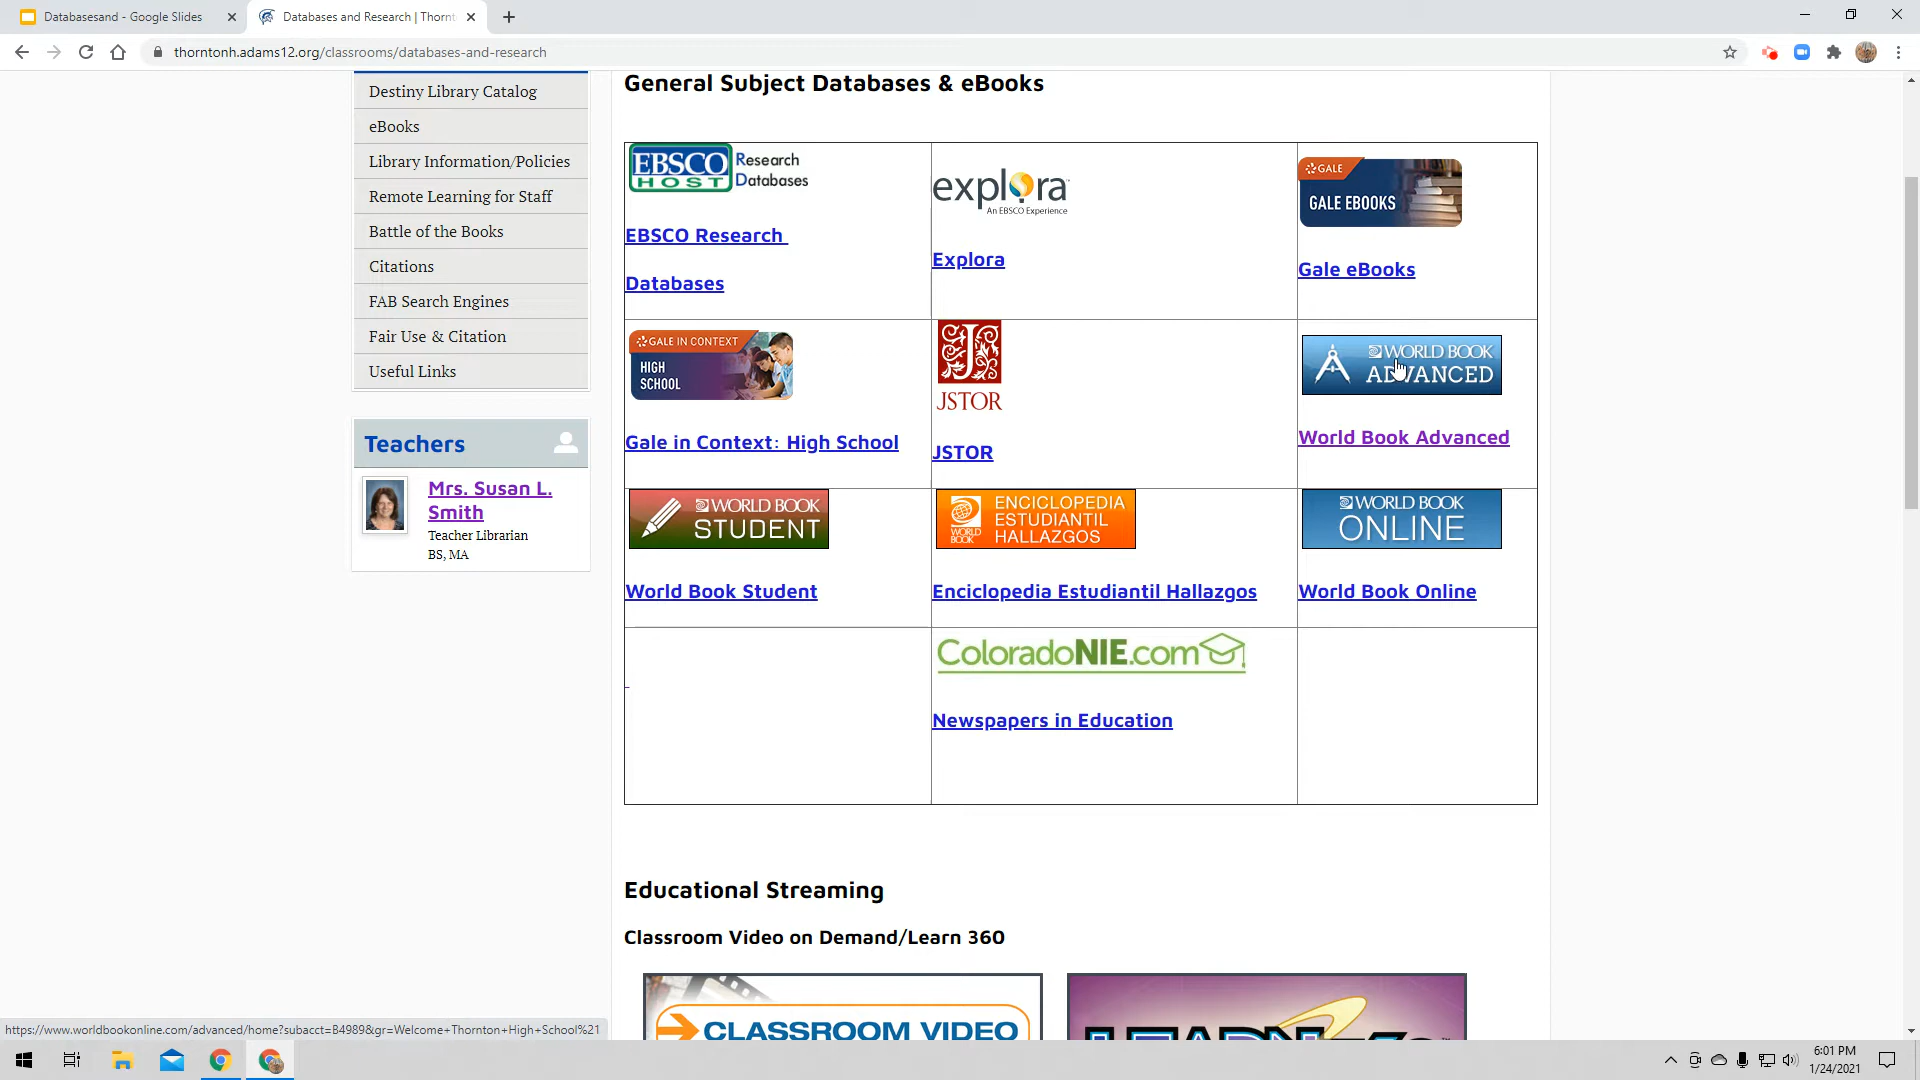 Databasesand - Google Slides
Databases and Research | Thornt
thorntonh.adams12.org/classrooms/databases-and-research
Destiny Library Catalog
eBooks
Library Information/Policies
Remote Learning for Staff
Battle of the Books
Citations
FAB Search Engines
Fair Use & Citation
Useful Links
Teachers
Mrs. Susan L.
Smith
Teacher Librarian
BS, MA
General Subject Databases & eBooks
EBSCO
HOST
Research
Databases
EBSCO Research
Databases
explora
An EBSCO Experience
Explora
GALE
GALE EBOOKS
Gale eBooks
GALE IN CONTEXT
HIGH
SCHOOL
Gale in Context: High School
JSTOR
JSTOR
WORLD BOOK
ADVANCED
World Book Advanced
WORLD BOOK
STUDENT
World Book Student
WORLD
BOOK
ENCICLOPEDIA
ESTUDIANTIL
HALLAZGOS
Enciclopedia Estudiantil Hallazgos
WORLD BOOK
ONLINE
World Book Online
ColoradoNIE.com
Newspapers in Education
Educational Streaming
Classroom Video on Demand/Learn 360
CLASSROOM VIDEO
https://www.worldbookonline.com/advanced/home?subacct=B4989&gr=Welcome+Thornton+High+School%21
6:01 PM
1/24/2021